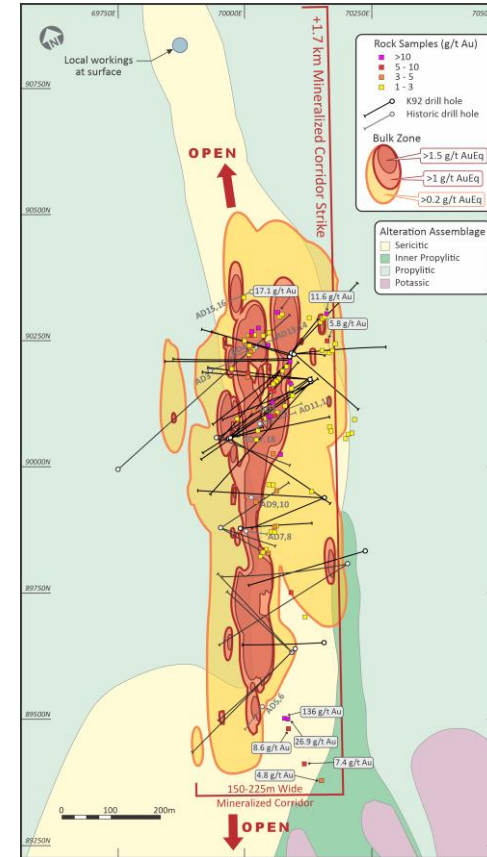 69750E
70000E
70250E
Local workings
at surface
+1.7 km Mineralized Corridor Strike
Rock Samples (g/t Au)
>10
5 - 10
3 - 5
1 - 3
K92 drill hole
Historic drill hole
Bulk Zone
>1.5 g/t AuEq
>1 g/t AuEq
>0.2 g/t AuEq
Alteration Assemblage
Sericitic
Inner Propylitic
Propylitic
Potassic
90750N
OPEN
90500N
17.1 g/t Au
11.6 g/t Au
5.8 g/t Au
AD15,16
90250N
AD3
90000N
AD9,10
AD7,8
89750N
AD5,6
136 g/t Au
89500N
26.9 g/t Au
8.6 g/t Au
7.4 g/t Au
4.8 g/t Au
150-225m Wide
Mineralized Corridor
0 100 200m
OPEN
89250N